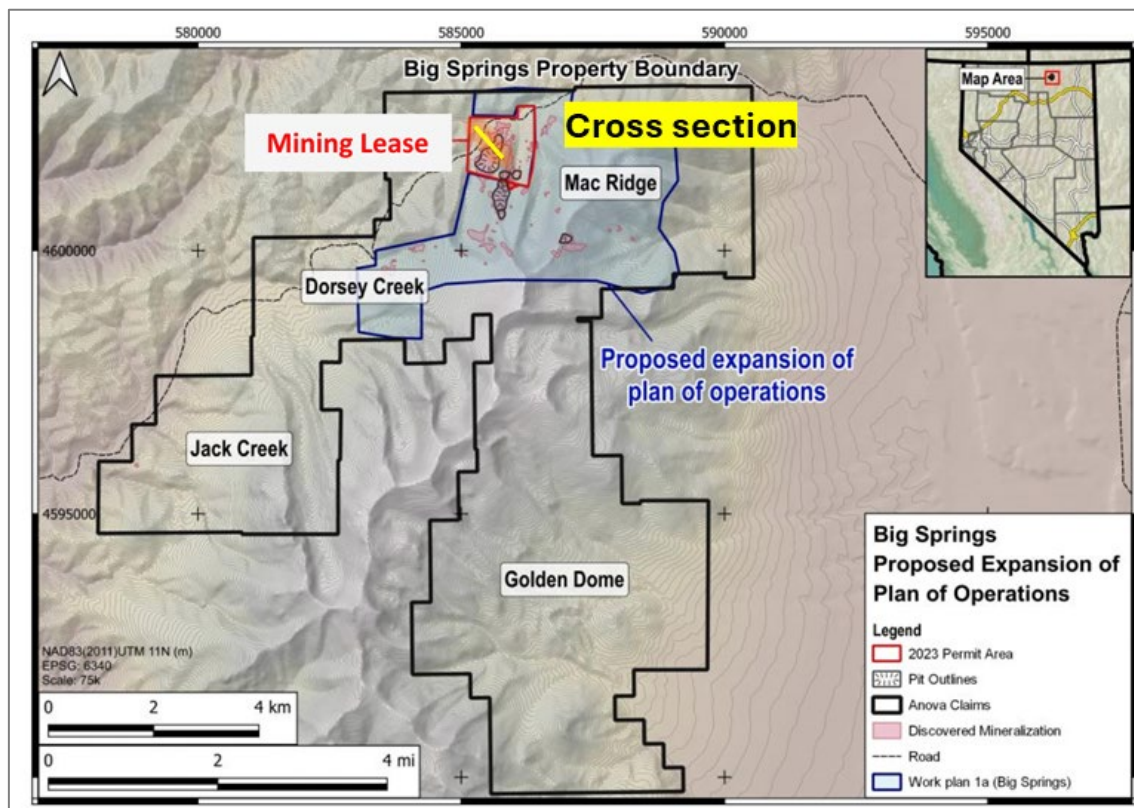 580000
585000
590000
595000
Big Springs Property Boundary
Map Area
Mining Lease
Cross section
Mac Ridge
4600000
Dorsey Creek
Proposed expansion of
plan of operations
Jack Creek
4595000
Golden Dome
Big Springs
Proposed Expansion of
Plan of Operations
Legend
2023 Permit Area
Pit Outlines
Anova Claims
Discovered Mineralization
Road
Work plan 1a (Big Springs)
NAD83(2011)UTM 11N (m)
EPSG: 6340
Scale: 75k
0 2 4 km
0 2 4 mi